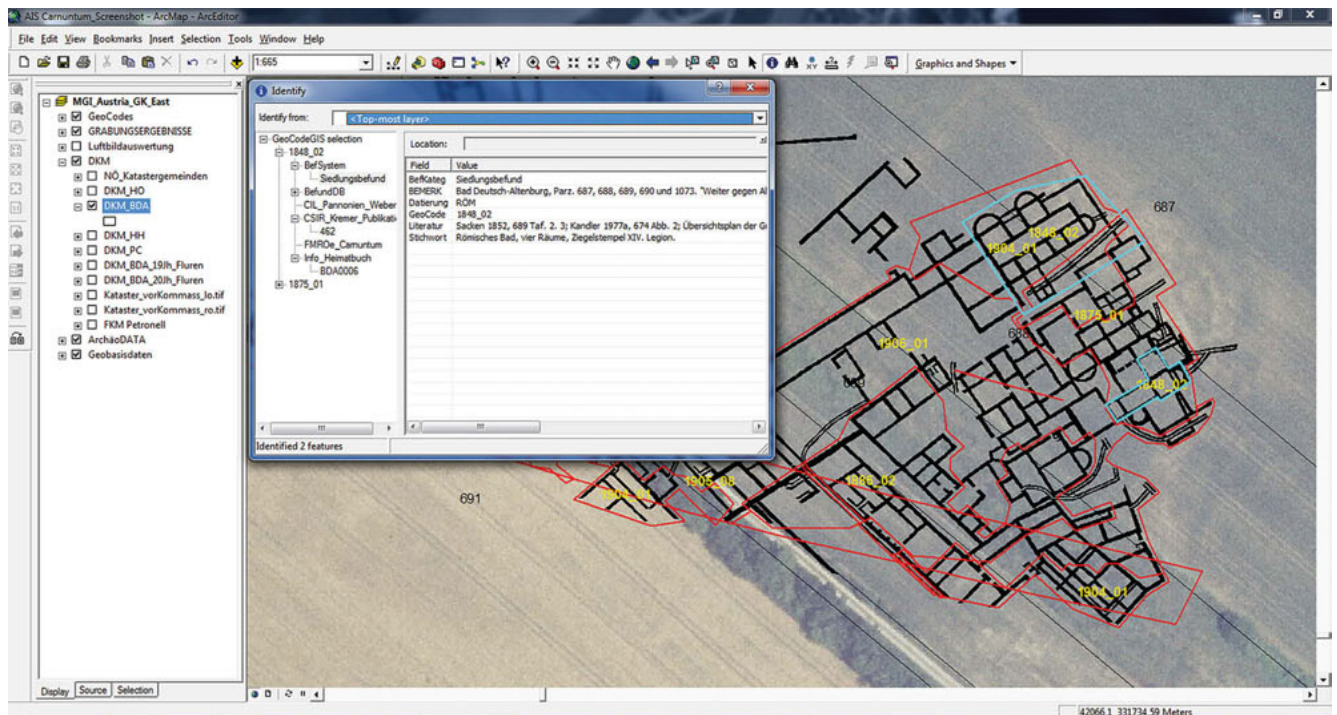 AIS Carnuntum_Screenshot - ArcMap - ArcEditor
File Edit View Bookmarks Insert Selection Tools Window Help
1:665
Graphics and Shapes
MGI_Austria_GK_East
GeoCodes
GRABUNGSERGEBNISSE
Luftbildauswertung
DKM
NÖ_Katastergemeinden
DKM_HO
DKM_BDA
DKM_HH
DKM_PC
DKM_BDA_19Jh_Fluren
DKM_BDA_20Jh_Fluren
Kataster_vorKommass_lo.tif
Kataster_vorKommass_ro.tif
FKM Petronell
ArchäoDATA
Geobasisdaten
Display Source Selection
Identify
Identify from: <Top-most layer>
GeoCodeGIS selection
1848_02
BefSystem
Siedlungsbefund
BefundDB
CIL_Pannonien_Weber
CSIR_Kremer_Publikati
462
FMROe_Carnuntum
Info_Heimatbuch
BDA0006
1875_01
Location:
Field Value
BefKateg Siedlungsbefund
BEMERK Bad Deutsch-Altenburg, Parz. 687, 688, 689, 690 und 1073. "Weiter gegen Al
Datierung RÖM
GeoCode 1848_02
Literatur Sacken 1852, 689 Taf. 2. 3; Kandler 1977a, 674 Abb. 2; Übersichtsplan der G
Stichwort Römisches Bad, vier Räume, Ziegelstempel XIV. Legion.
Identified 2 features
687
1848_02
1904_01
1875_01
688
1906_01
689
1848_02
1886_02
1905_08
1904_01
691
1904_01
42066,1 331734,59 Meters